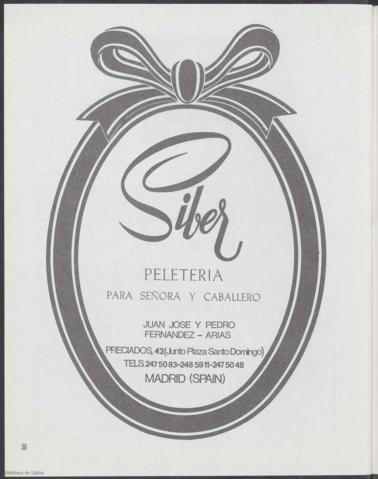 Siber
PELETERIA
PARA SEÑORA Y CABALLERO
JUAN JOSE Y PEDRO
FERNANDEZ - ARIAS
PRECIADOS, 42 (Junto Plaza Santo Domingo)
TELS. 247 50 83-248 59 11-247 50 48
MADRID (SPAIN)
Biblioteca de Galicia